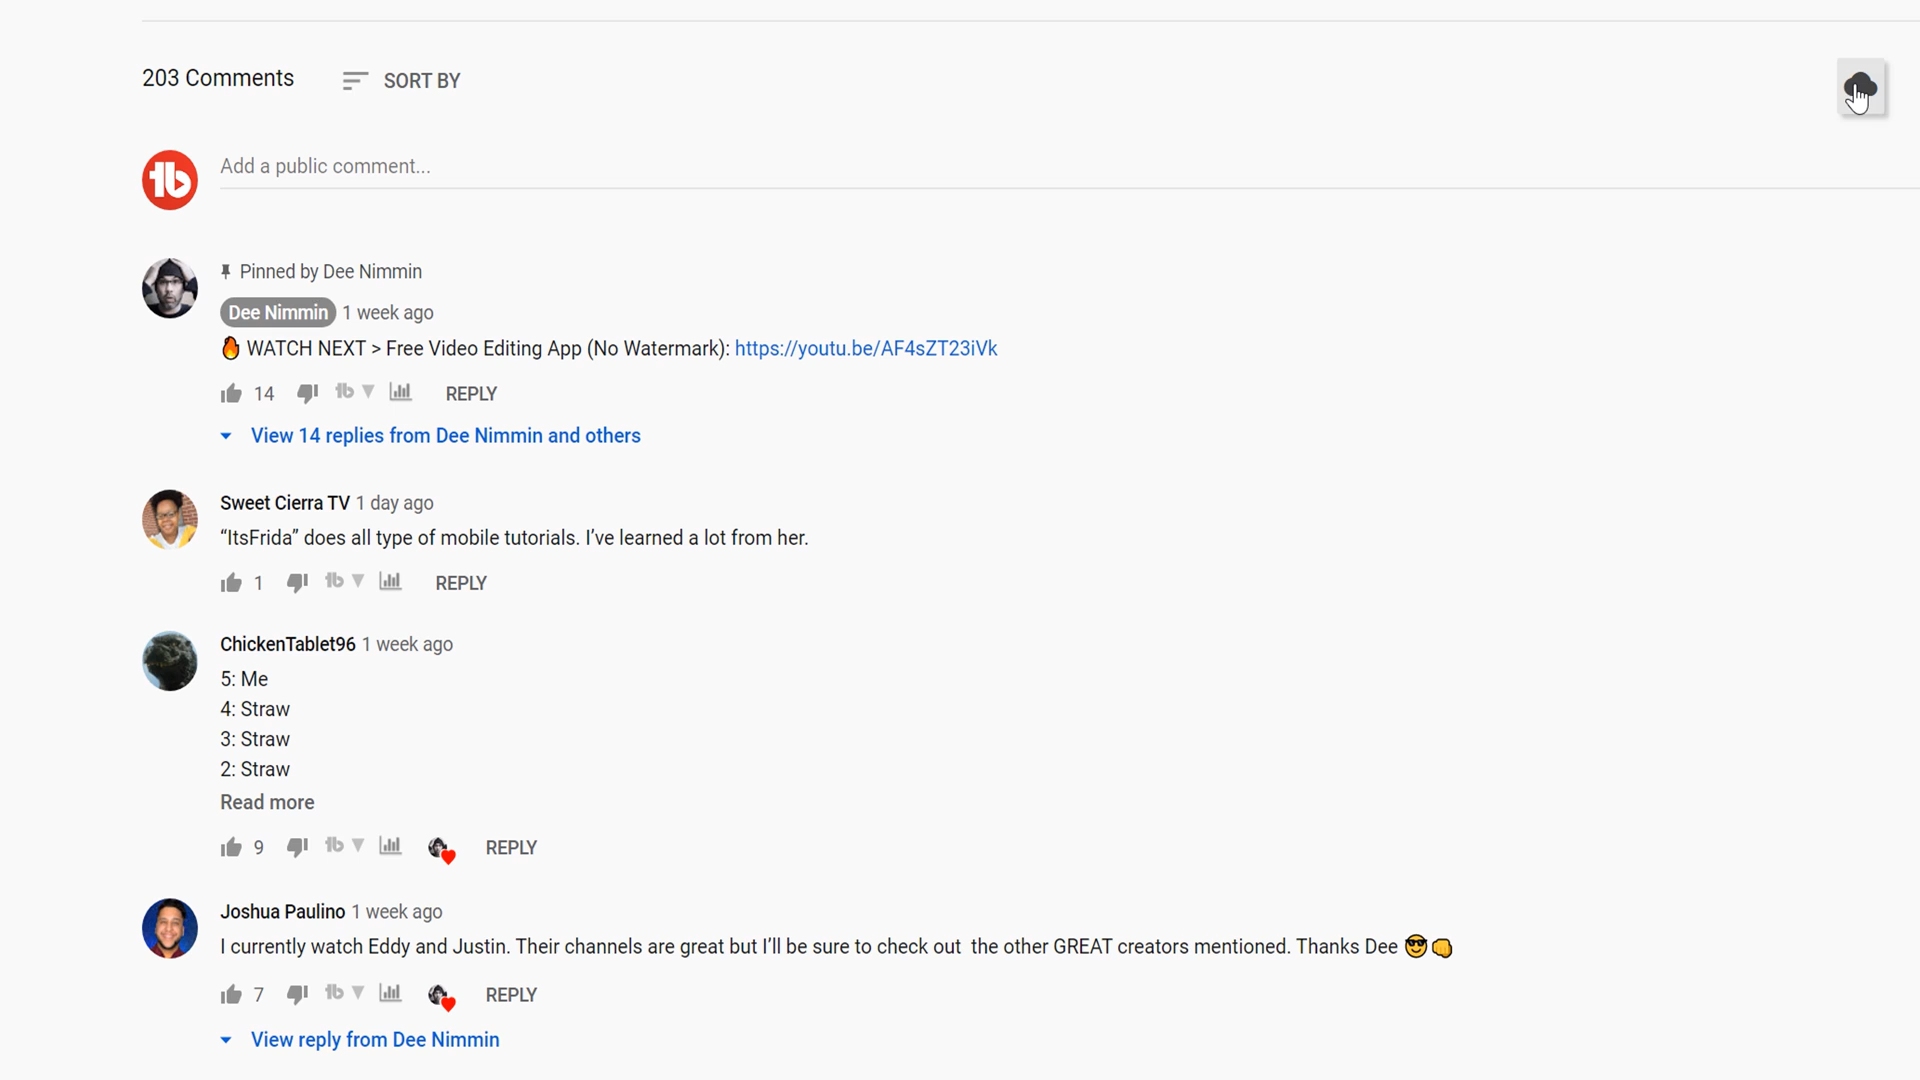 203 Comments
SORT BY
Add a public comment...
Pinned by Dee Nimmin
Dee Nimmin 1 week ago
🔥 WATCH NEXT > Free Video Editing App (No Watermark): https://youtu.be/AF4sZT23iVk
14 REPLY
View 14 replies from Dee Nimmin and others
Sweet Cierra TV 1 day ago
“ItsFrida” does all type of mobile tutorials. I’ve learned a lot from her.
1 REPLY
ChickenTablet96 1 week ago
5: Me
4: Straw
3: Straw
2: Straw
Read more
9 REPLY
Joshua Paulino 1 week ago
I currently watch Eddy and Justin. Their channels are great but I’ll be sure to check out  the other GREAT creators mentioned. Thanks Dee 😎👊
7 REPLY
View reply from Dee Nimmin